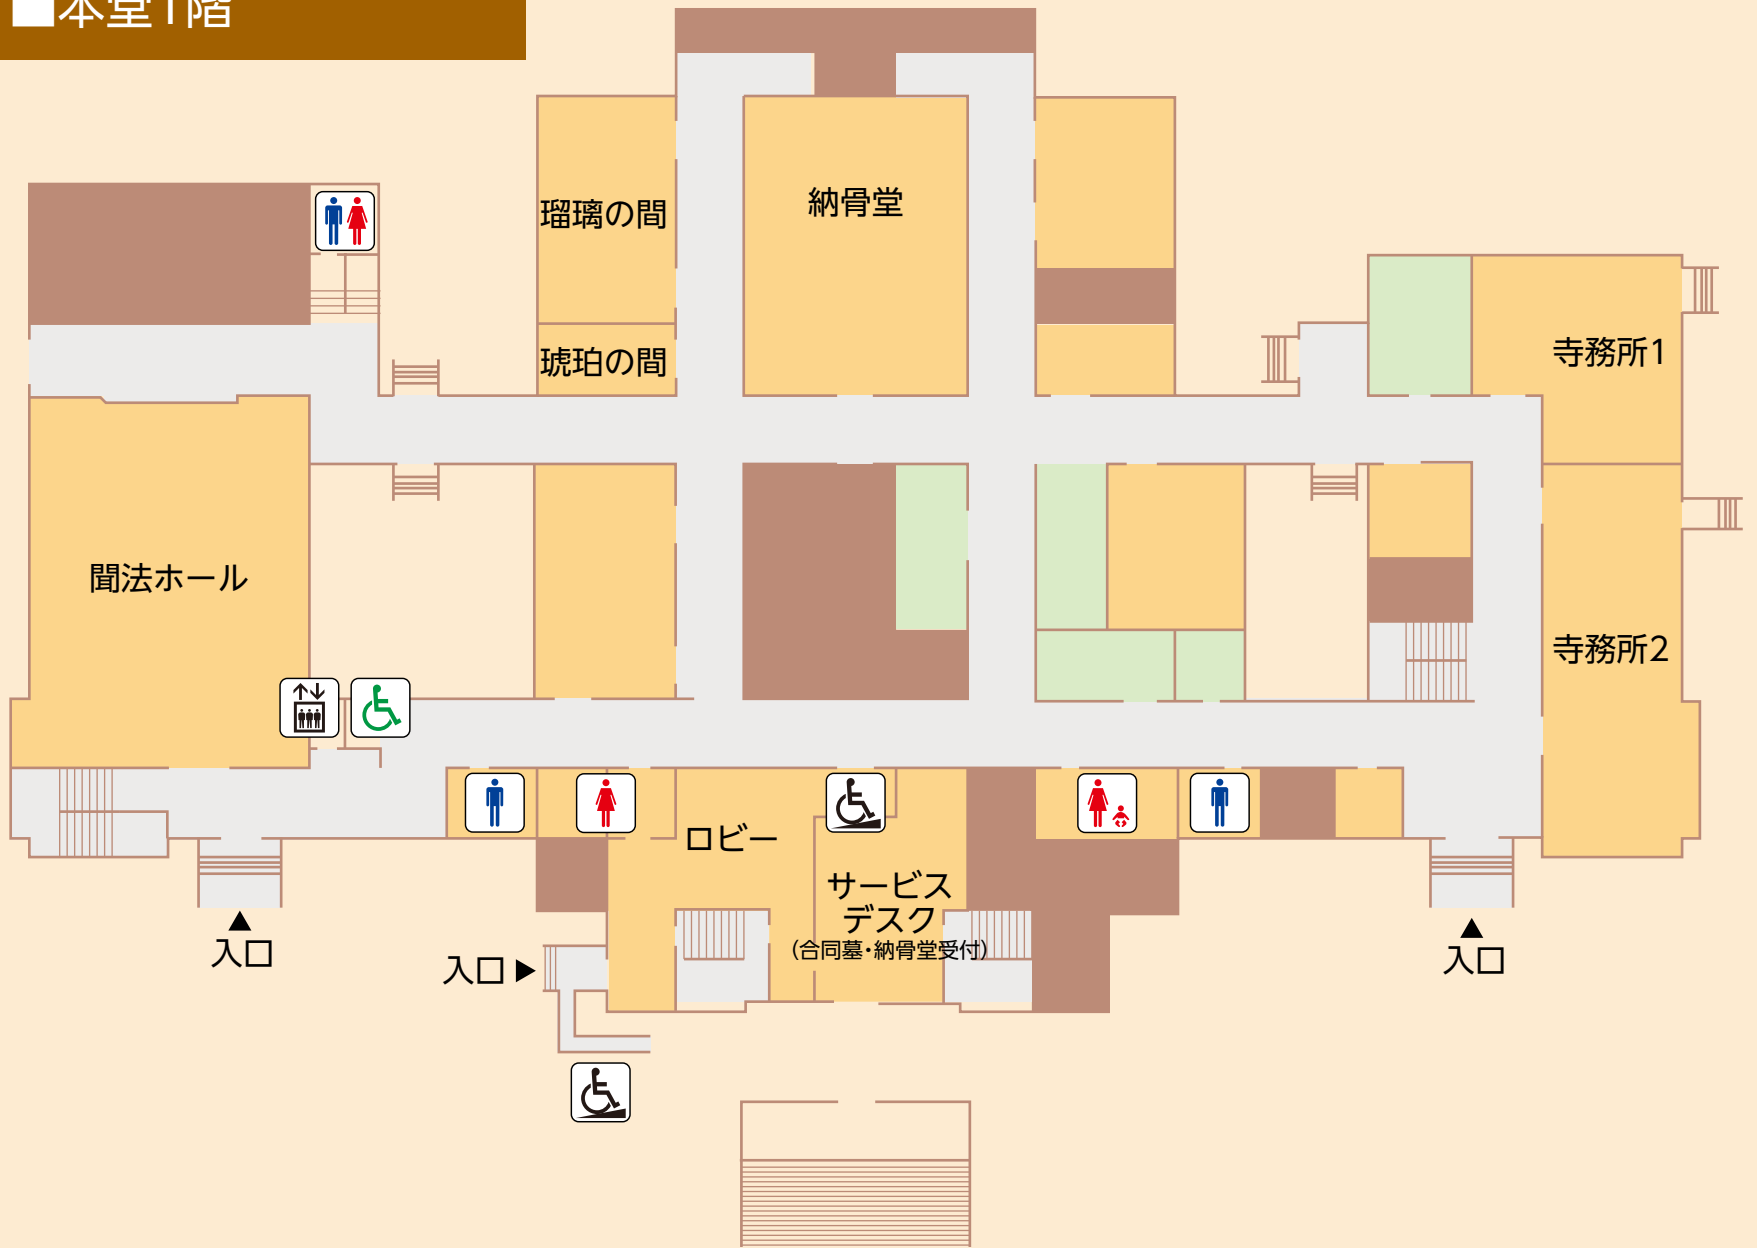 ■本堂1階
瑠璃の間
納骨堂
琥珀の間
寺務所1
聞法ホール
寺務所2
ロビー
サービス
デスク
(合同墓・納骨堂受付)
▲
入口
入口▶
▲
入口